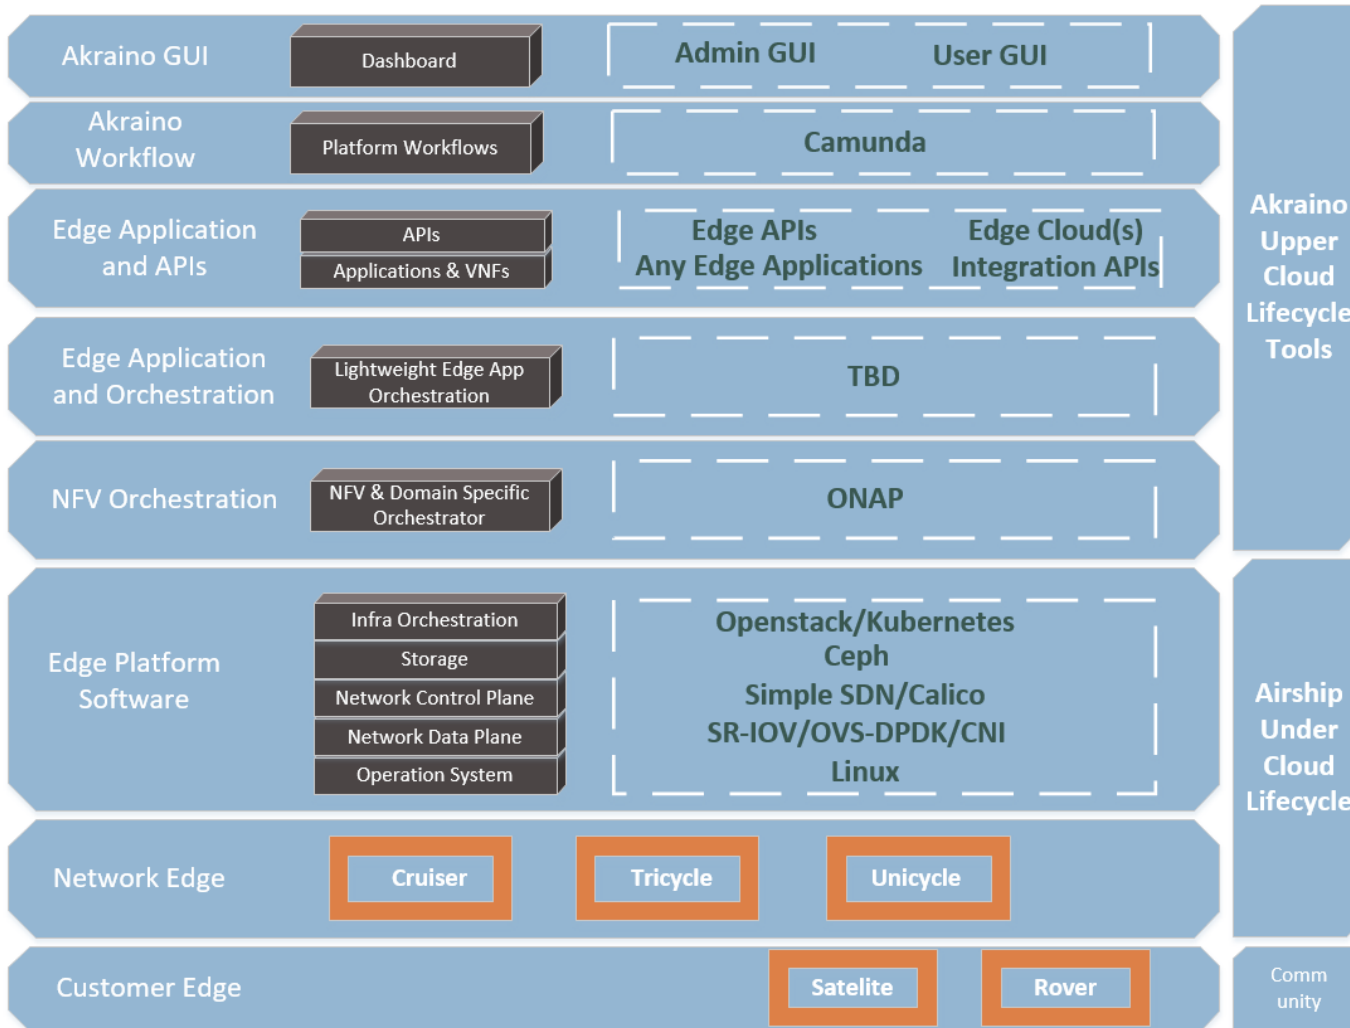 Akraino GUI
Dashboard
Admin GUI
User GUI
Akraino
Workflow
Platform Workflows
Camunda
Edge Application
and APIs
APIs
Applications & VNFs
Edge APIs
Edge Cloud(s)
Any Edge Applications
Integration APIs
Edge Application
and Orchestration
Lightweight Edge App
Orchestration
TBD
NFV Orchestration
NFV & Domain Specific
Orchestrator
ONAP
Edge Platform
Software
Infra Orchestration
Storage
Network Control Plane
Network Data Plane
Operation System
Openstack/Kubernetes
Ceph
Simple SDN/Calico
SR-IOV/OVS-DPDK/CNI
Linux
Network Edge
Cruiser
Tricycle
Unicycle
Customer Edge
Satelite
Rover
Akraino
Upper
Cloud
Lifecycle
Tools
Airship
Under
Cloud
Lifecycle
Comm
unity